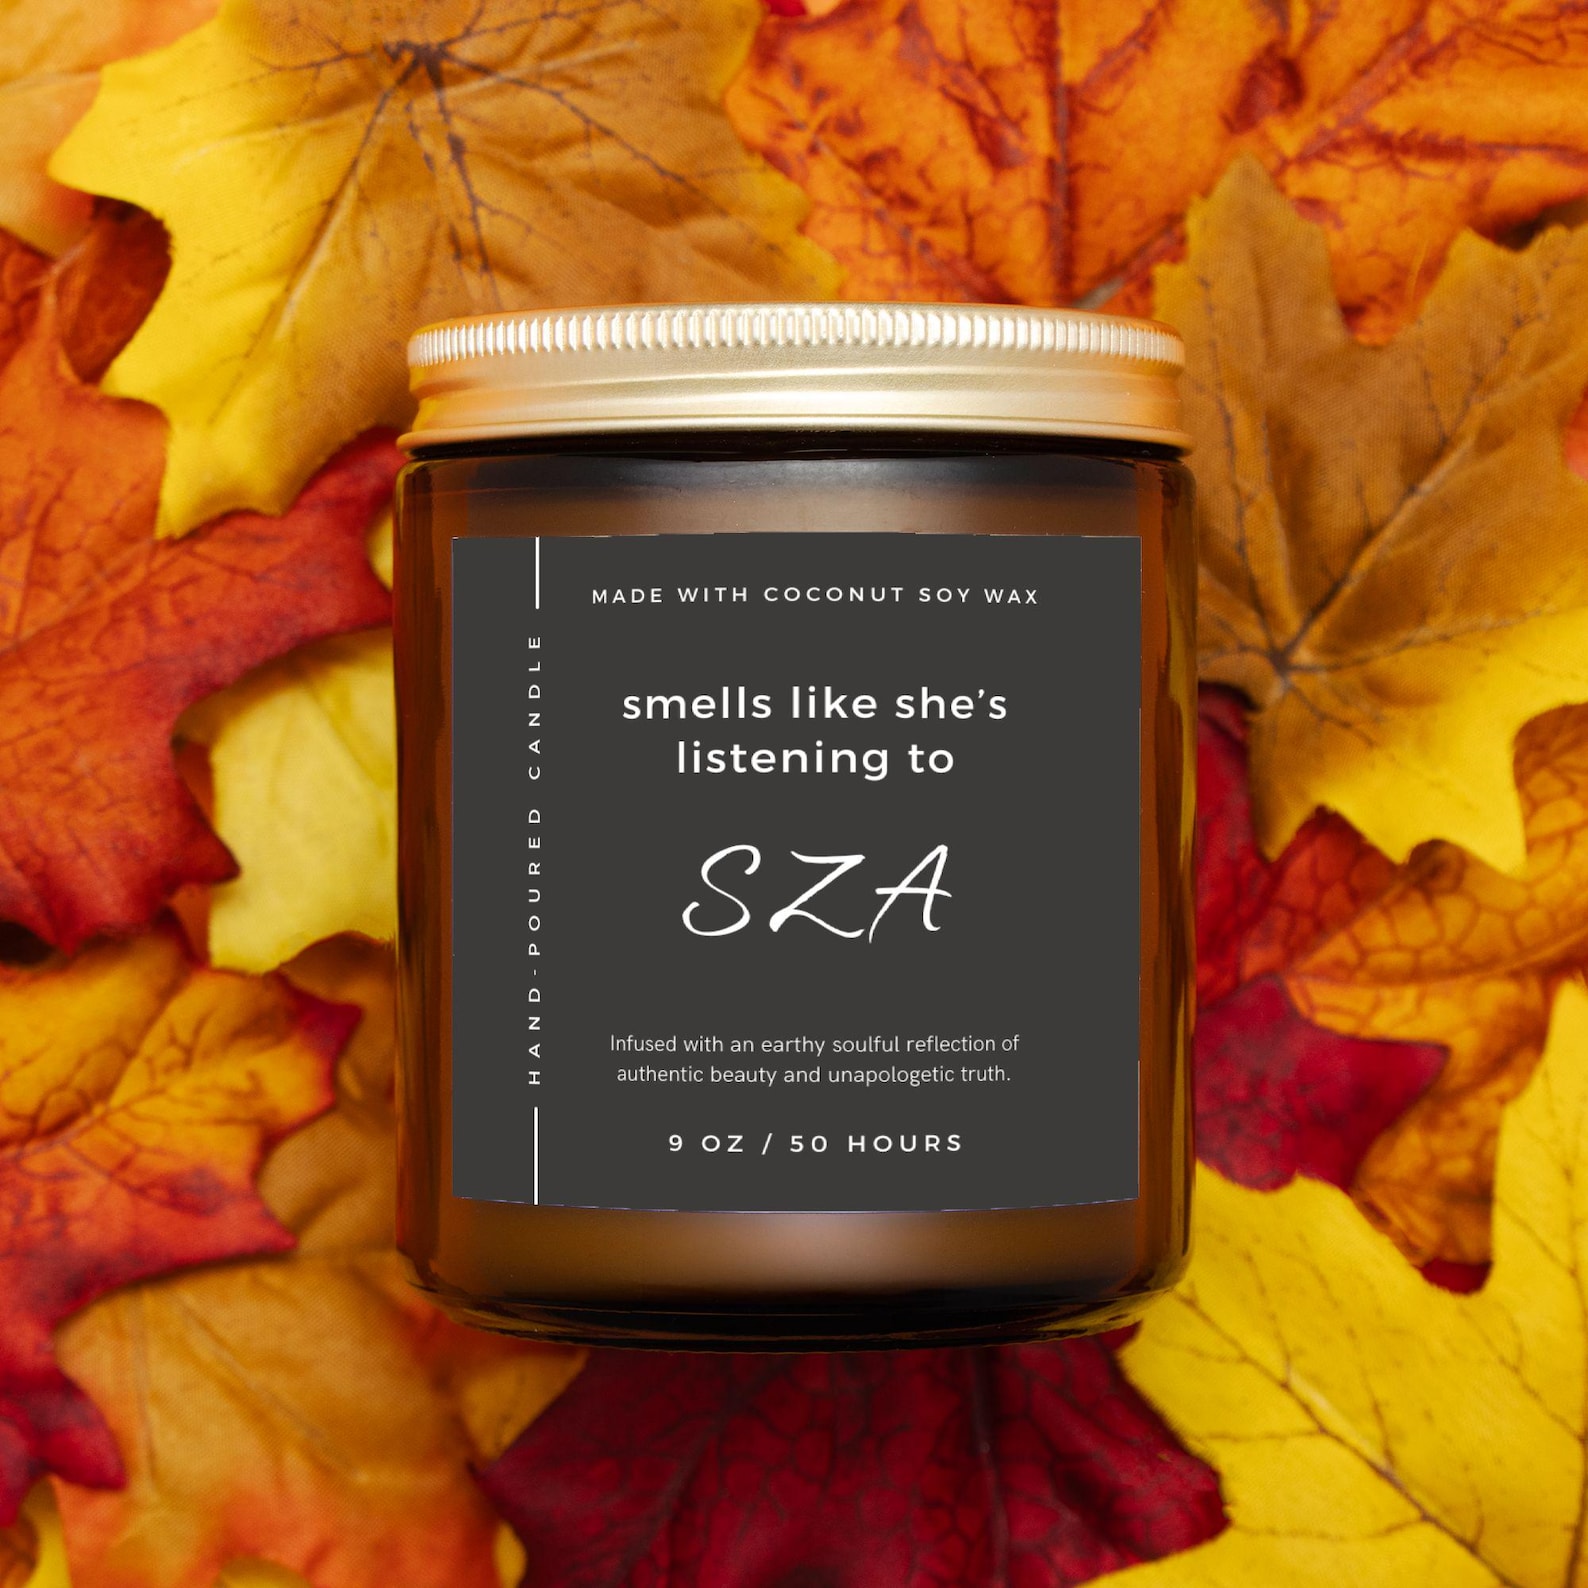 MADE WITH COCONUT SOY WAX
HAND-POURED CANDLE
smells like she's
listening to
SZA
Infused with an earthy soulful reflection of
authentic beauty and unapologetic truth.
9 OZ / 50 HOURS